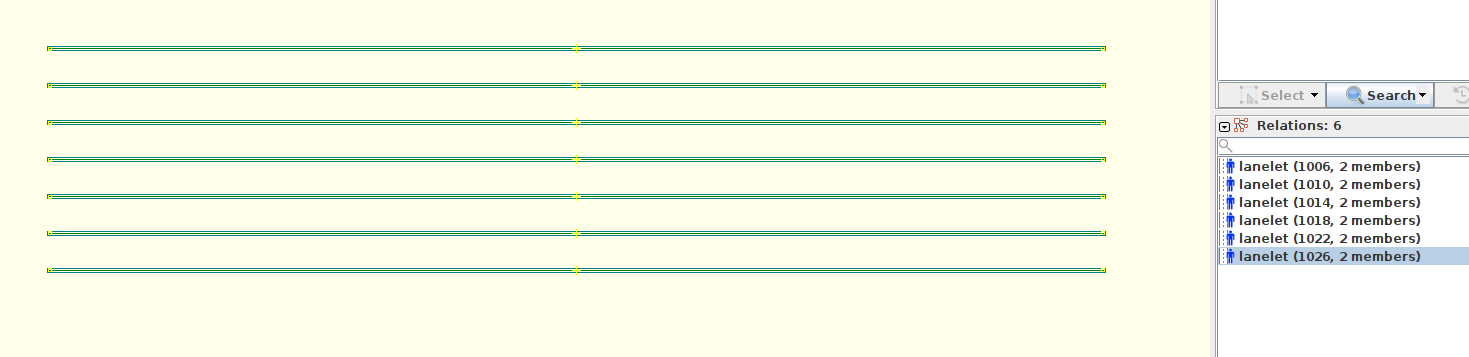 Select
Search
Relations: 6
lanelet (1006, 2 members)
lanelet (1010, 2 members)
lanelet (1014, 2 members)
lanelet (1018, 2 members)
lanelet (1022, 2 members)
lanelet (1026, 2 members)